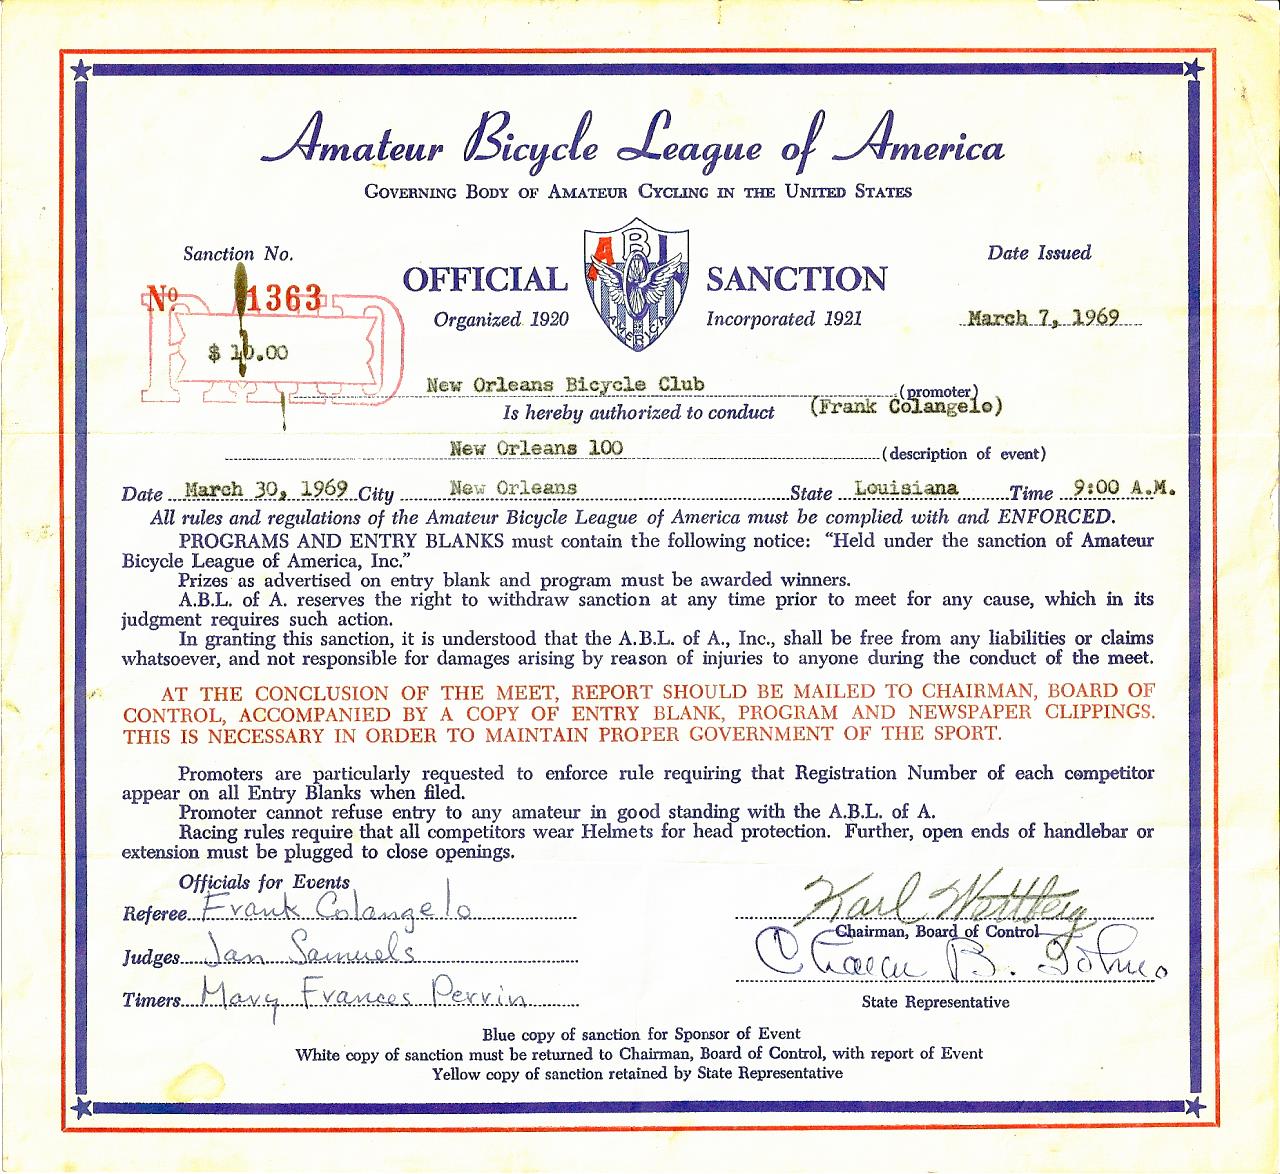 Amateur Bicycle League of America
GOVERNING BODY OF AMATEUR CYCLING IN THE UNITED STATES
Sanction No.
Date Issued
ABL
AMERICA
OFFICIAL SANCTION
No. 1363
Organized 1920 Incorporated 1921
March 7, 1969
$ 10.00
PAID
New Orleans Bicycle Club (promoter)
Is hereby authorized to conduct (Frank Colangelo)
New Orleans 100 (description of event)
Date March 30, 1969 City New Orleans State Louisiana Time 9:00 A.M.
All rules and regulations of the Amateur Bicycle League of America must be complied with and ENFORCED.
PROGRAMS AND ENTRY BLANKS must contain the following notice: "Held under the sanction of Amateur
Bicycle League of America, Inc."
Prizes as advertised on entry blank and program must be awarded winners.
A.B.L. of A. reserves the right to withdraw sanction at any time prior to meet for any cause, which in its
judgment requires such action.
In granting this sanction, it is understood that the A.B.L. of A., Inc., shall be free from any liabilities or claims
whatsoever, and not responsible for damages arising by reason of injuries to anyone during the conduct of the meet.
AT THE CONCLUSION OF THE MEET, REPORT SHOULD BE MAILED TO CHAIRMAN, BOARD OF
CONTROL, ACCOMPANIED BY A COPY OF ENTRY BLANK, PROGRAM AND NEWSPAPER CLIPPINGS.
THIS IS NECESSARY IN ORDER TO MAINTAIN PROPER GOVERNMENT OF THE SPORT.
Promoters are particularly requested to enforce rule requiring that Registration Number of each competitor
appear on all Entry Blanks when filed.
Promoter cannot refuse entry to any amateur in good standing with the A.B.L. of A.
Racing rules require that all competitors wear Helmets for head protection. Further, open ends of handlebar or
extension must be plugged to close openings.
Officials for Events
Referee Frank Colangelo
Karl Wettberg
Chairman, Board of Control
Judges Jan Samuels
B.
Timers Mary Frances Perrin
State Representative
Blue copy of sanction for Sponsor of Event
White copy of sanction must be returned to Chairman, Board of Control, with report of Event
Yellow copy of sanction retained by State Representative